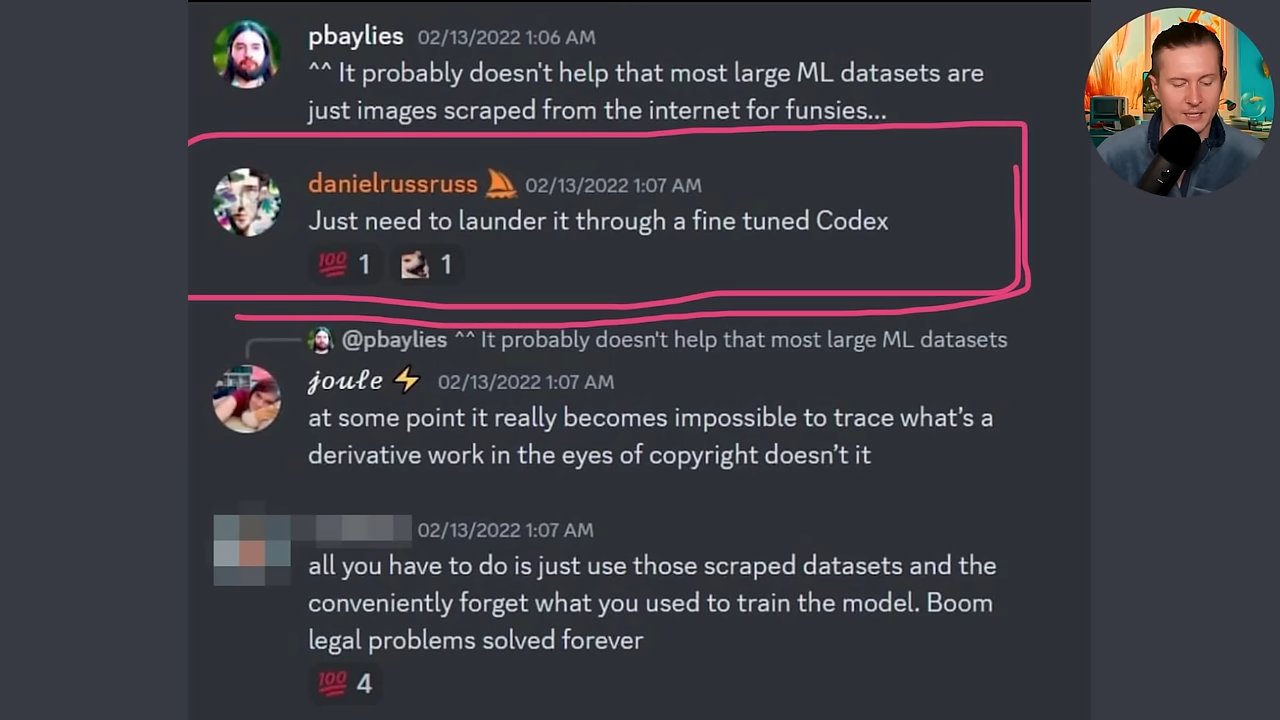 pbaylies 02/13/2022 1:06 AM
^^ It probably doesn't help that most large ML datasets are
just images scraped from the internet for funsies...
danielrussruss 02/13/2022 1:07 AM
Just need to launder it through a fine tuned Codex
💯 1 1
@pbaylies ^^ It probably doesn't help that most large ML datasets
joule ⚡ 02/13/2022 1:07 AM
at some point it really becomes impossible to trace what's a
derivative work in the eyes of copyright doesn't it
02/13/2022 1:07 AM
all you have to do is just use those scraped datasets and the
conveniently forget what you used to train the model. Boom
legal problems solved forever
💯 4